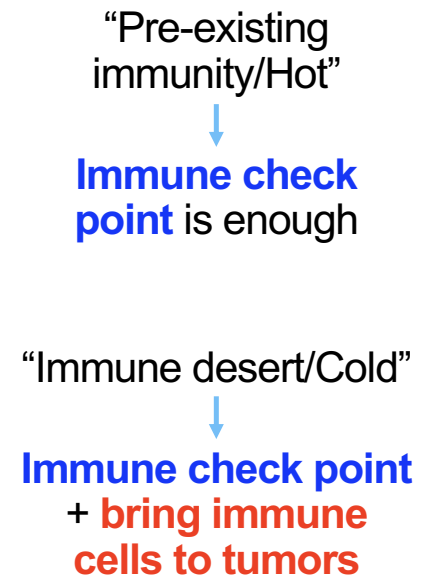 “Pre-existing
immunity/Hot”
Immune check
point is enough
“Immune desert/Cold”
Immune check point
+ bring immune
cells to tumors